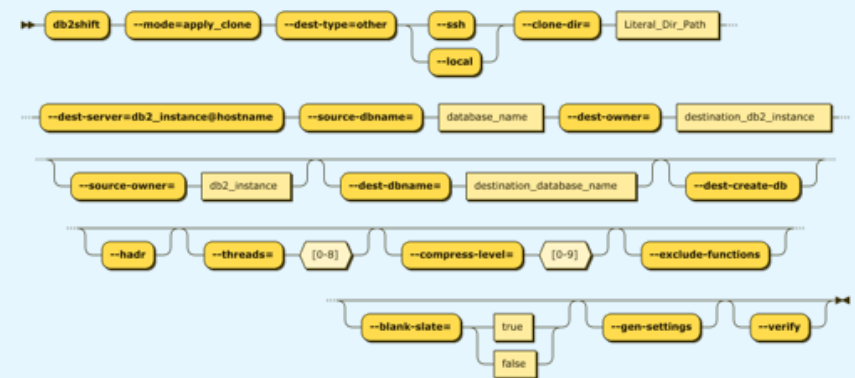 db2shift --mode=apply_clone --dest-type=other --ssh --clone-dir= Literal_Dir_Path
--local
--dest-server=db2_instance@hostname --source-dbname= database_name --dest-owner= destination_db2_instance
--source-owner= db2_instance --dest-dbname= destination_database_name --dest-create-db
--hadr --threads= [0-8] --compress-level= [0-9] --exclude-functions
--blank-slate= true --gen-settings --verify
false